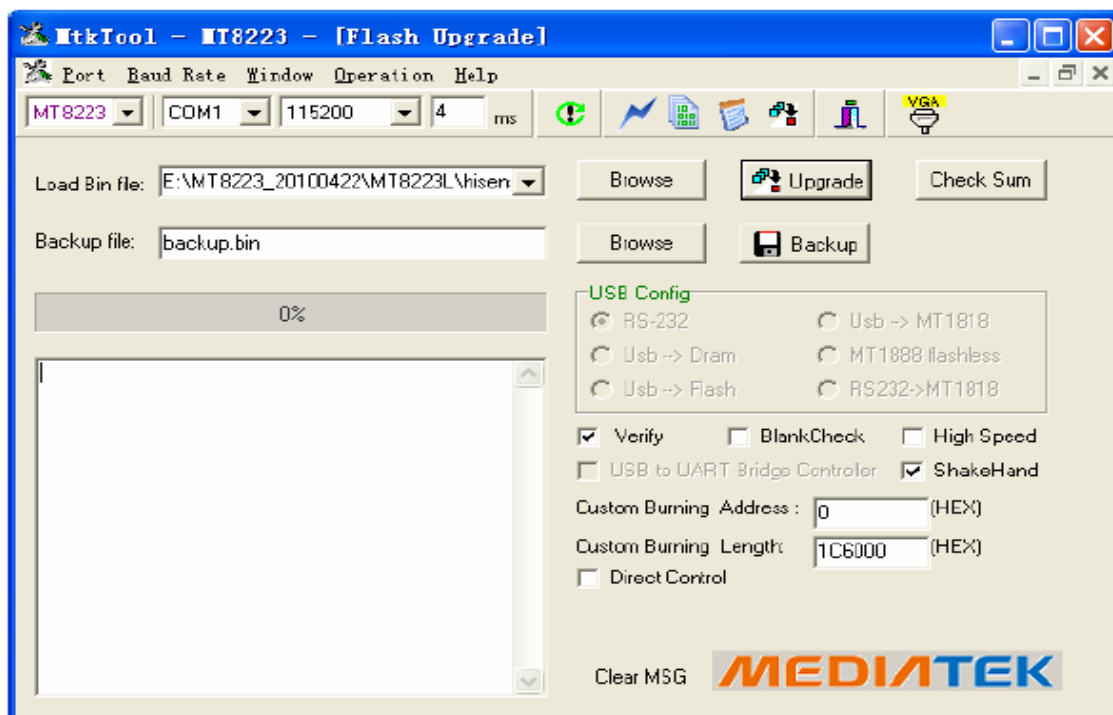 MtkTool - MT8223 - [Flash Upgrade]
Port Baud Rate Window Operation Help
MT8223 COM1 115200 4 ms VGA
Load Bin file: E:\MT8223_20100422\MT8223L\hisen Browse Upgrade Check Sum
Backup file: backup.bin Browse Backup
0%
USB Config
RS-232 Usb -> MT1818
Usb --> Dram MT1888 flashless
Usb --> Flash RS232->MT1818
Verify BlankCheck High Speed
USB to UART Bridge Controller ShakeHand
Custom Burning Address : 0 (HEX)
Custom Burning Length: 1C6000 (HEX)
Direct Control
Clear MSG MEDIATEK